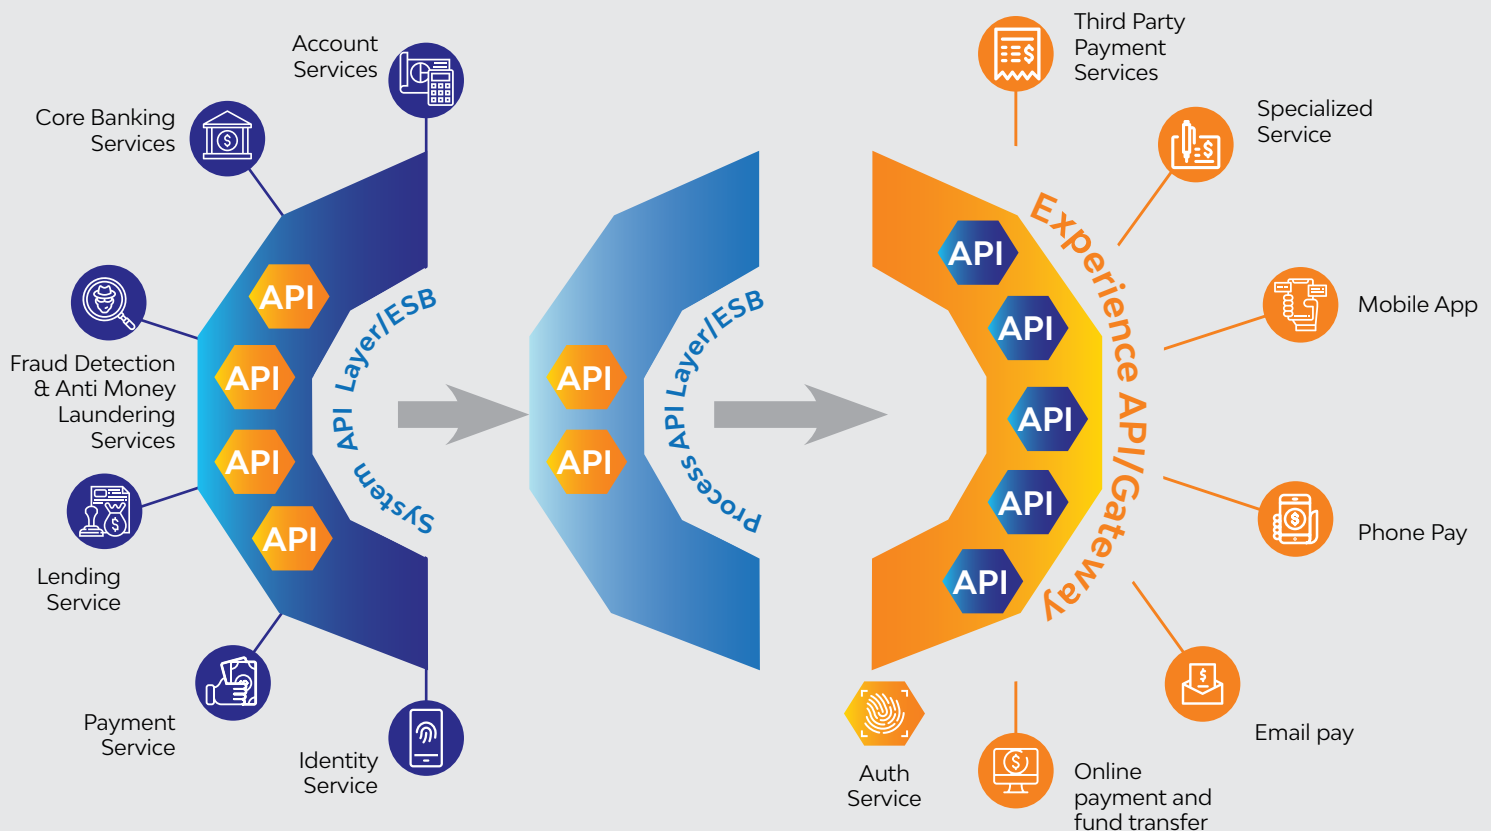 Account
Services
Core Banking
Services
Fraud Detection
& Anti Money
Laundering
Services
Lending
Service
Payment
Service
Identity
Service
API
API
API
API
System API Layer/ESB
API
API
Process API Layer/ESB
API
API
API
API
API
Experience API/Gateway
Auth
Service
Third Party
Payment
Services
Specialized
Service
Mobile App
Phone Pay
Email pay
Online
payment and
fund transfer